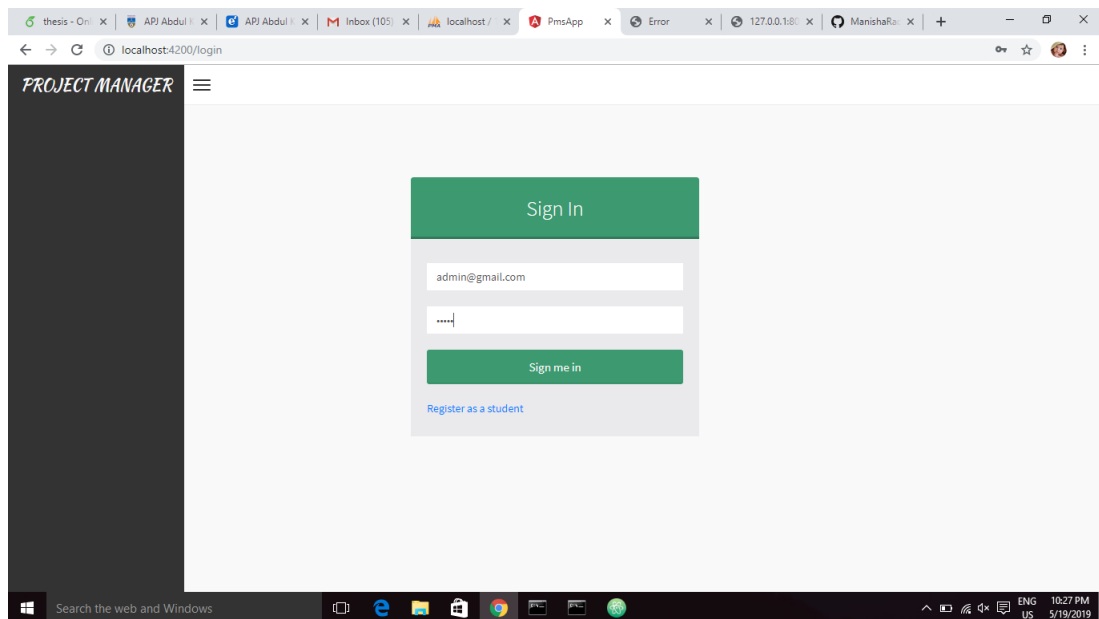 thesis - Onl
APJ Abdul K
APJ Abdul K
Inbox (105)
localhost /
PmsApp
Error
127.0.0.1:80
ManishaRa
localhost:4200/login
PROJECT MANAGER
Sign In
admin@gmail.com
•••••
Sign me in
Register as a student
Search the web and Windows
ENG
US
10:27 PM
5/19/2019